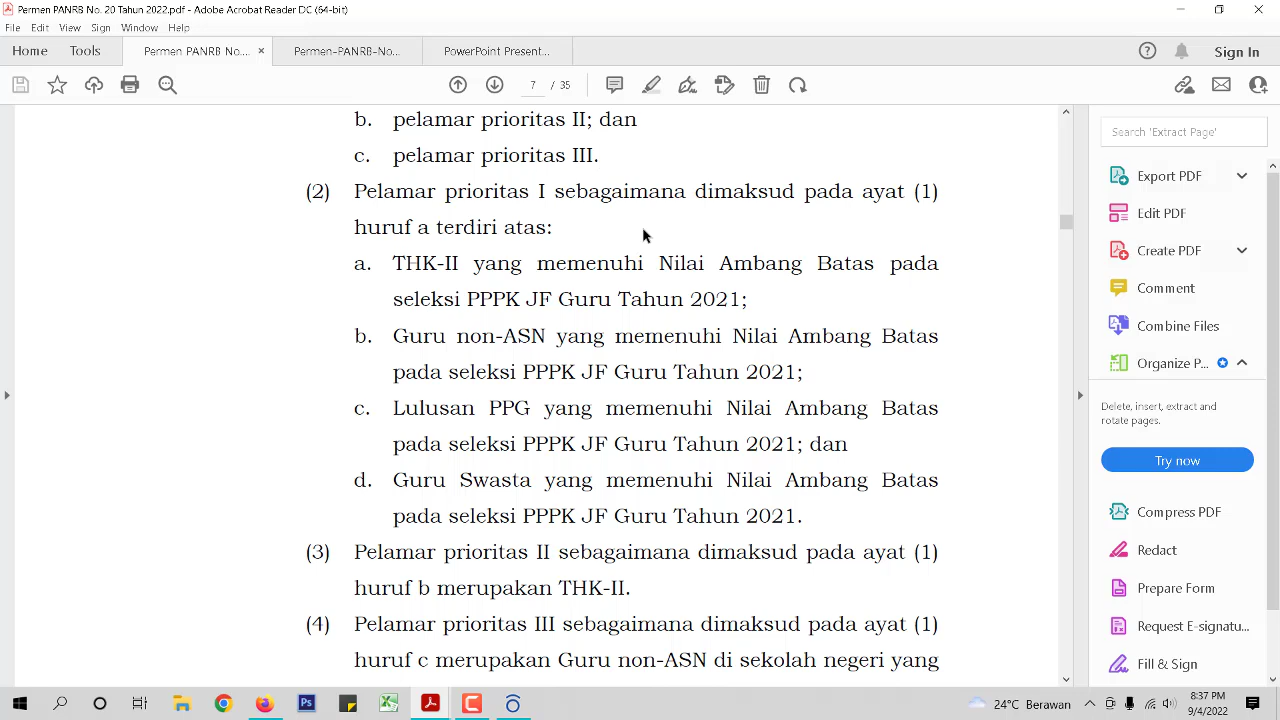 Permen PANRB No. 20 Tahun 2022.pdf - Adobe Acrobat Reader DC (64-bit)
File Edit View Sign Window Help
Home Tools Permen PANRB No.... × Permen-PANRB-No... PowerPoint Present... Sign In
7 / 35
b. pelamar prioritas II; dan
c. pelamar prioritas III.
(2) Pelamar prioritas I sebagaimana dimaksud pada ayat (1)
huruf a terdiri atas:
a. THK-II yang memenuhi Nilai Ambang Batas pada
seleksi PPPK JF Guru Tahun 2021;
b. Guru non-ASN yang memenuhi Nilai Ambang Batas
pada seleksi PPPK JF Guru Tahun 2021;
c. Lulusan PPG yang memenuhi Nilai Ambang Batas
pada seleksi PPPK JF Guru Tahun 2021; dan
d. Guru Swasta yang memenuhi Nilai Ambang Batas
pada seleksi PPPK JF Guru Tahun 2021.
(3) Pelamar prioritas II sebagaimana dimaksud pada ayat (1)
huruf b merupakan THK-II.
(4) Pelamar prioritas III sebagaimana dimaksud pada ayat (1)
huruf c merupakan Guru non-ASN di sekolah negeri yang
Search 'Extract Page'
Export PDF
Edit PDF
Create PDF
Comment
Combine Files
Organize P...
Delete, insert, extract and
rotate pages.
Try now
Compress PDF
Redact
Prepare Form
Request E-signatu...
Fill & Sign
Ps
24°C Berawan
8:37 PM
9/4/2022